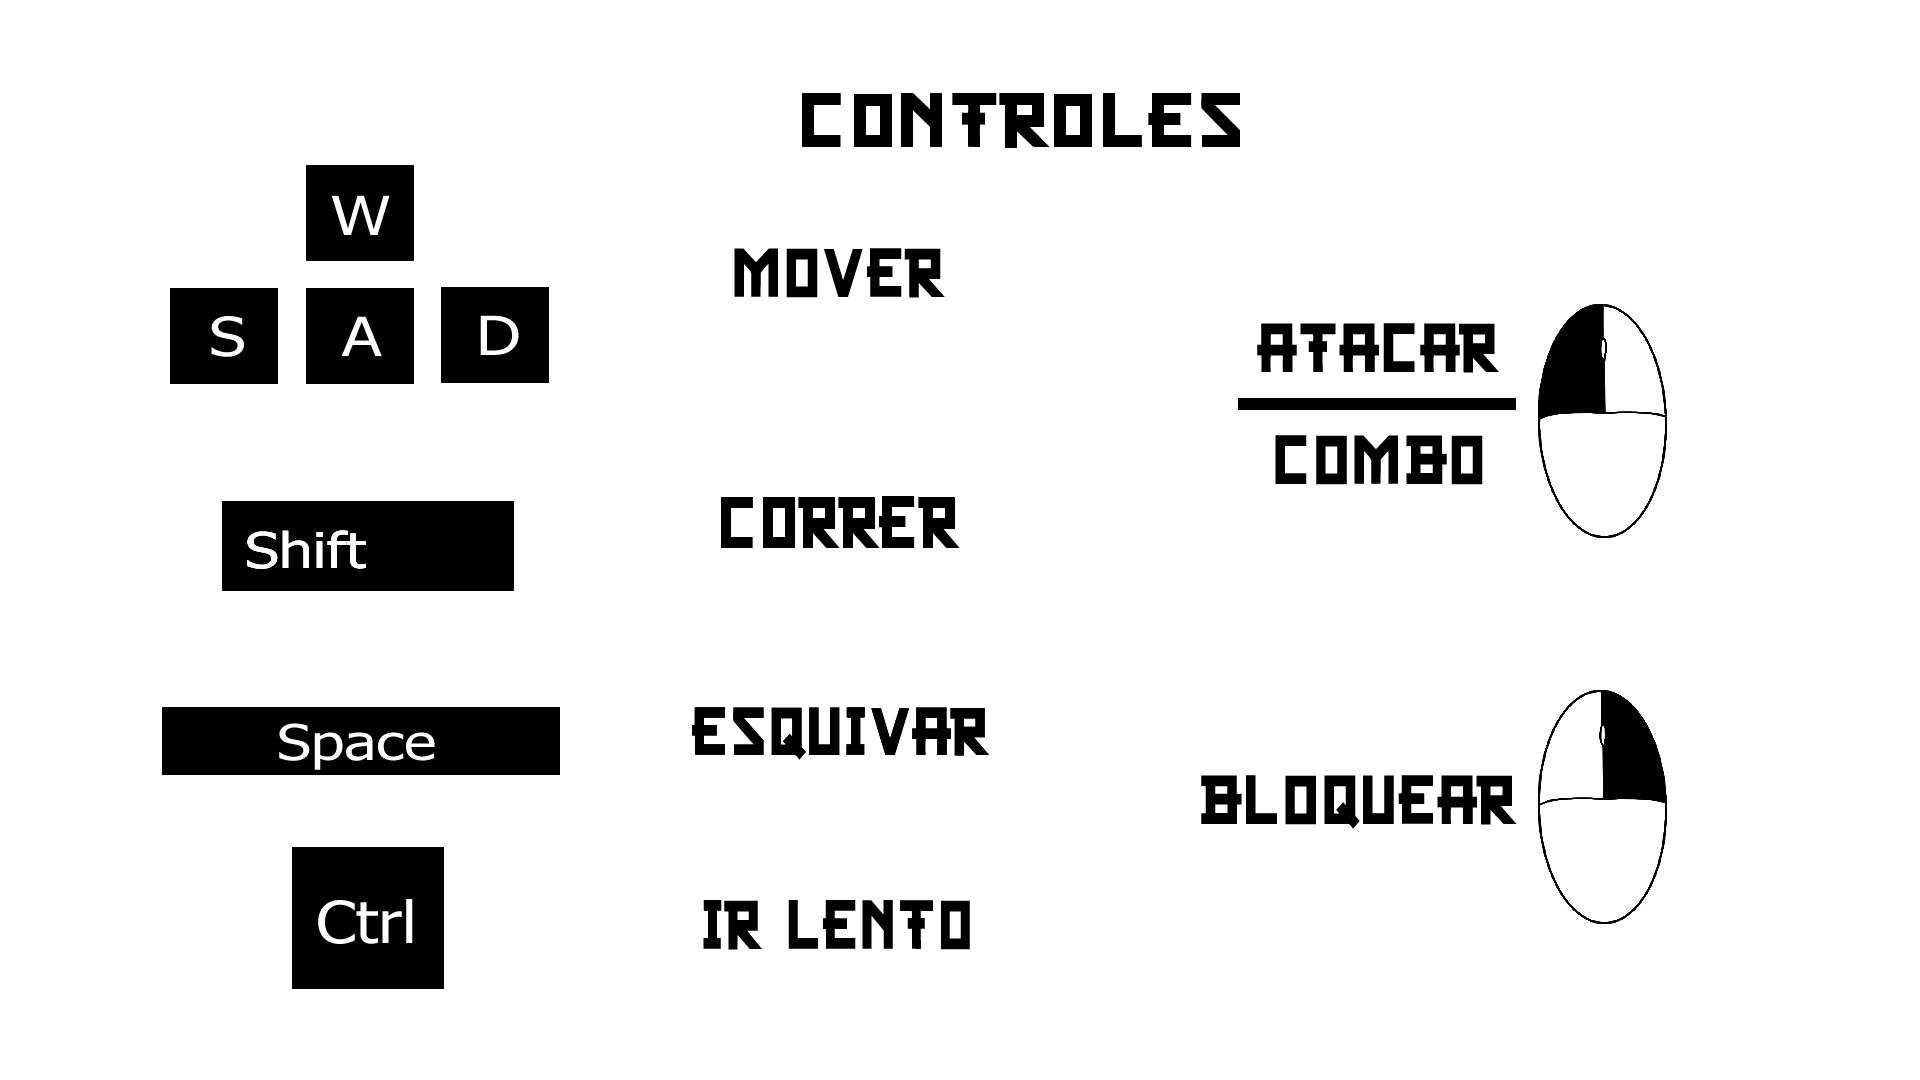 CONTROLES
W
S A D
MOVER
Shift
CORRER
Space
ESQUIVAR
Ctrl
IR LENTO
ATACAR
COMBO
BLOQUEAR